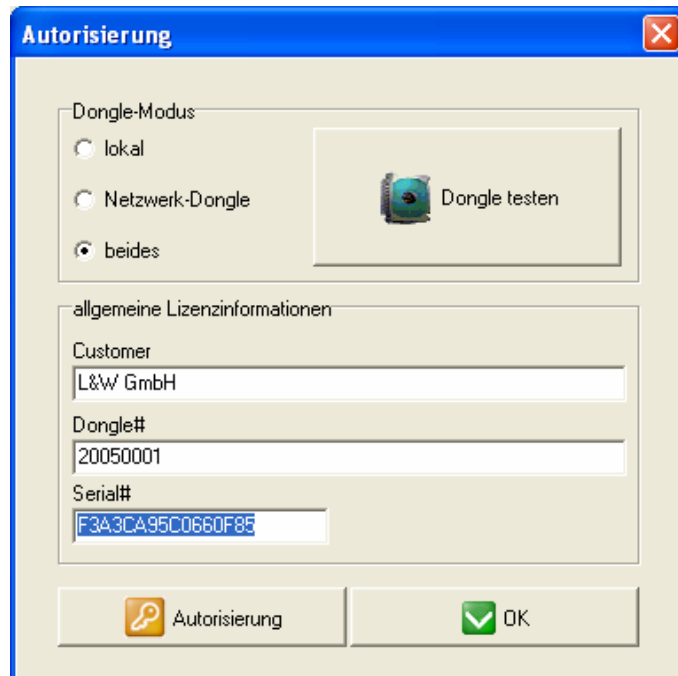 Autorisierung
Dongle-Modus
lokal
Netzwerk-Dongle
beides
Dongle testen
allgemeine Lizenzinformationen
Customer
L&W GmbH
Dongle#
20050001
Serial#
F3A3CA95C0660F85
Autorisierung
OK